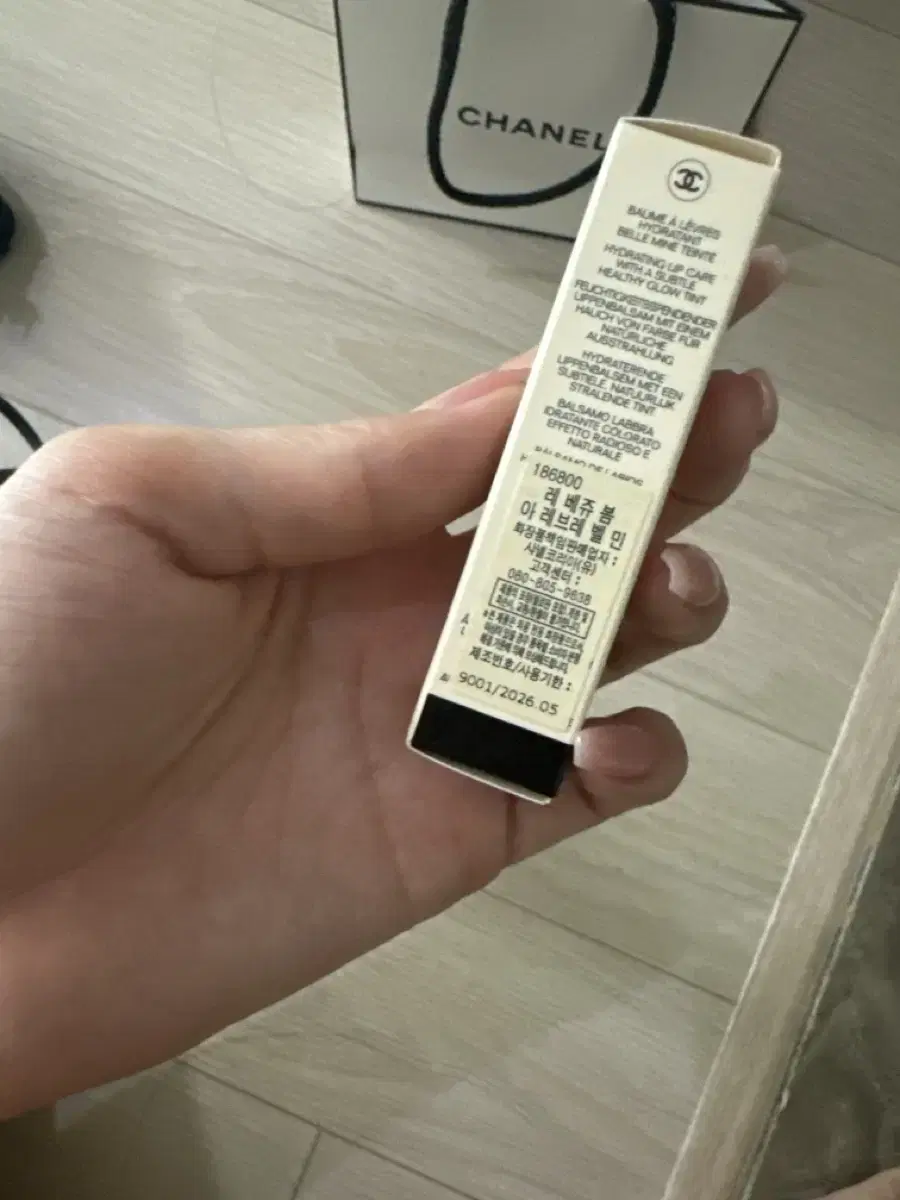 CHANEL
BAUME À LÈVRES
HYDRATANT
BELLE MINE TEINTÉ
HYDRATING LIP CARE
WITH A SUBTLE
HEALTHY GLOW TINT
FEUCHTIGKEITSSPENDENDER
LIPPENBALSAM MIT EINEM
HAUCH VON FARBE FÜR
NATÜRLICHE
AUSSTRAHLUNG
HYDRATERENDE
LIPPENBALSEM MET EEN
SUBTIELE, NATUURLIJK
STRALENDE TINT
BALSAMO LABBRA
IDRATANTE COLORATO
EFFETTO RADIOSO E
NATURALE
BALSAMO DE LABIOS
186800
레 베쥬 봄
아 레브르 벨 민
화장품책임판매업자 :
샤넬코리아(유)
고객센터 :
080-805-9638
제조번호/사용기한 :
9001/2026.05